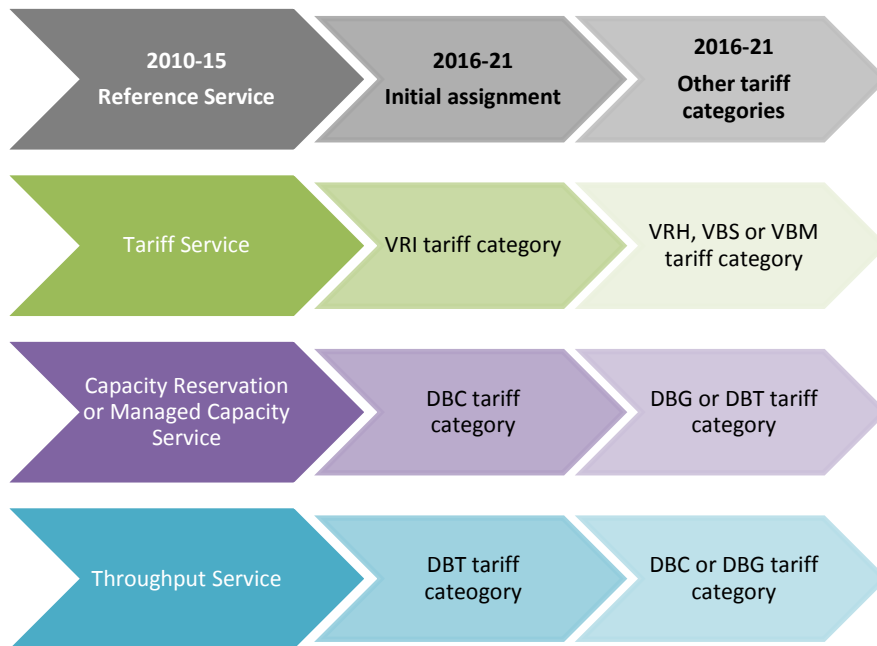 2010-15
Reference Service
2016-21
Initial assignment
2016-21
Other tariff
categories
Tariff Service
VRI tariff category
VRH, VBS or VBM
tariff category
Capacity Reservation
or Managed Capacity
Service
DBC tariff
category
DBG or DBT tariff
category
Throughput Service
DBT tariff
cateogory
DBC or DBG tariff
category